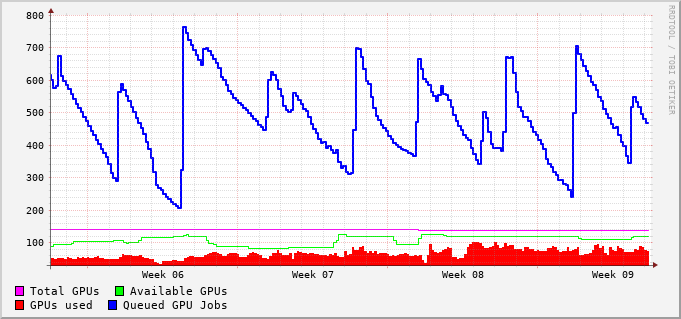 800
700
600
500
400
300
200
100
Week 06 Week 07 Week 08 Week 09
Total GPUs Available GPUs
GPUs used Queued GPU Jobs
RRDTOOL / TOBI OETIKER